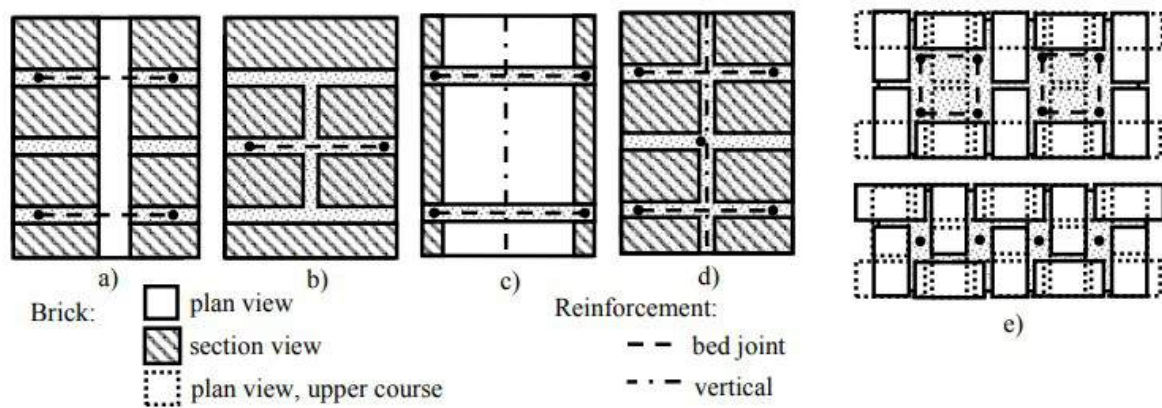 a)
b)
c)
d)
e)
Brick:
plan view
section view
plan view, upper course
Reinforcement:
bed joint
vertical